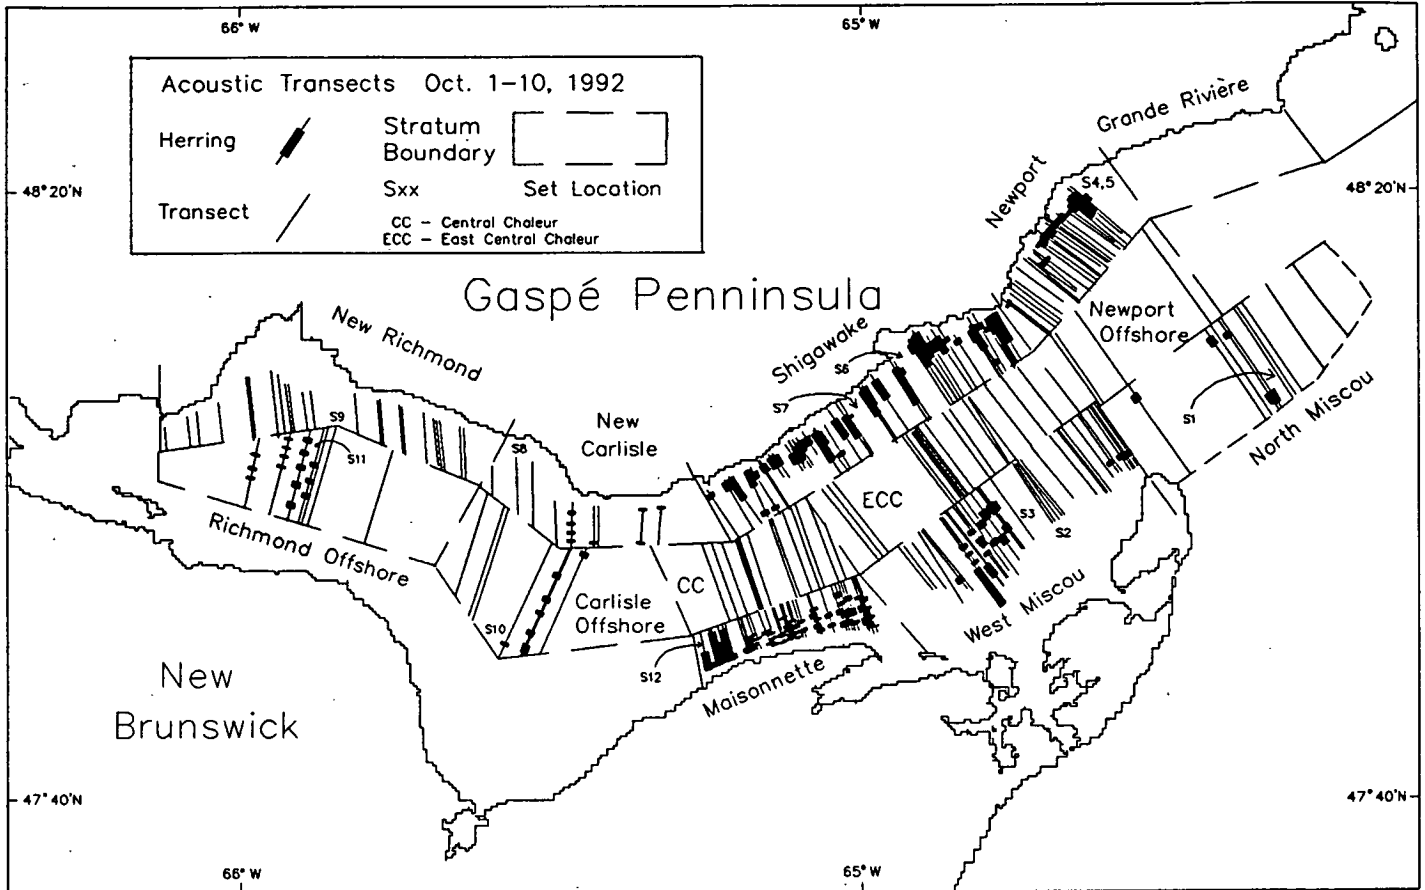 66° W
65° W
Acoustic Transects Oct. 1-10, 1992
Herring
Stratum
Boundary
Transect
Sxx Set Location
CC - Central Chaleur
ECC - East Central Chaleur
Grande Rivière
48° 20'N
48° 20'N
S4,5
Newport
Gaspé Penninsula
Newport
Offshore
New Richmond
Shigawake
S6
S7
S1
North Miscou
New
Carlisle
S9
S8
S11
ECC
S3
S2
Richmond Offshore
CC
Carlisle
Offshore
S10
West Miscou
S12
Maisonnette
New
Brunswick
47° 40'N
47° 40'N
66° W
65° W